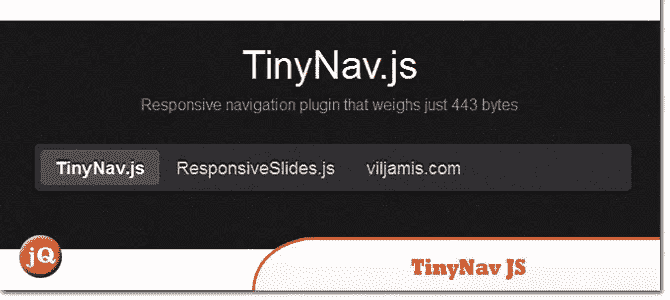 TinyNav.js
Responsive navigation plugin that weighs just 443 bytes
TinyNav.js ResponsiveSlides.js viljamis.com
jQ
TinyNav JS